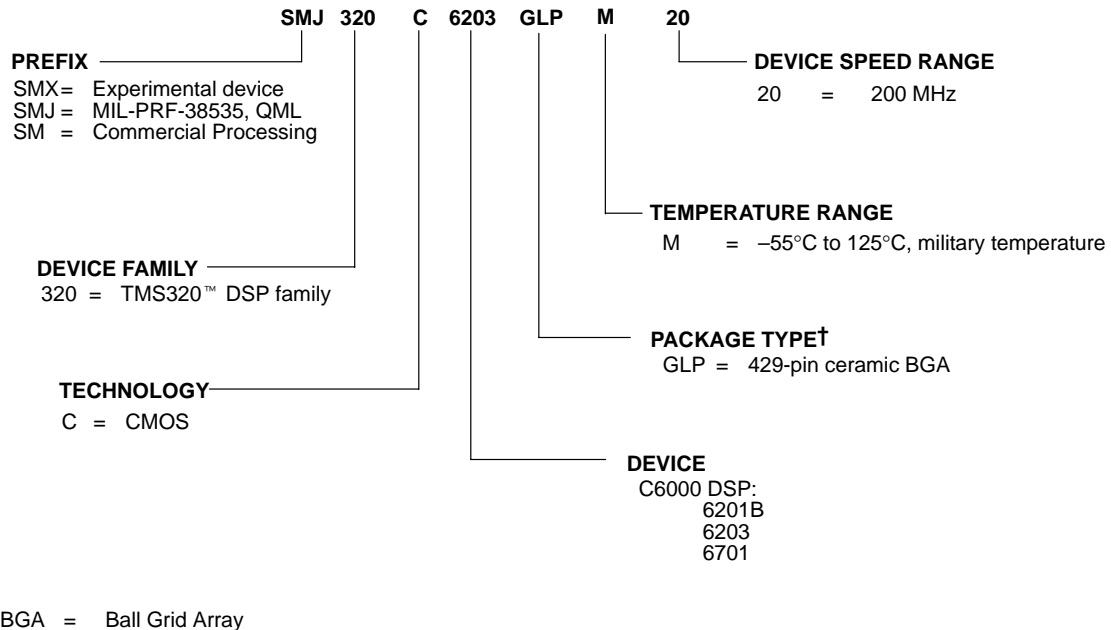 SMJ 320 C 6203 GLP M 20
PREFIX
SMX = Experimental device
SMJ = MIL-PRF-38535, QML
SM = Commercial Processing
DEVICE SPEED RANGE
20 = 200 MHz
TEMPERATURE RANGE
M = –55°C to 125°C, military temperature
DEVICE FAMILY
320 = TMS320™ DSP family
PACKAGE TYPE†
GLP = 429-pin ceramic BGA
TECHNOLOGY
C = CMOS
DEVICE
C6000 DSP:
6201B
6203
6701
BGA = Ball Grid Array